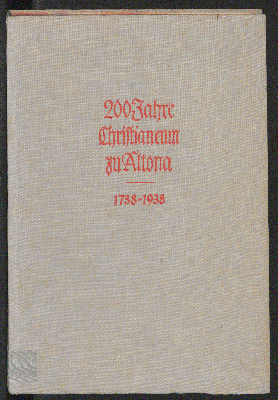 200 Jahre
Christianeum
zu Altona
1738-1938